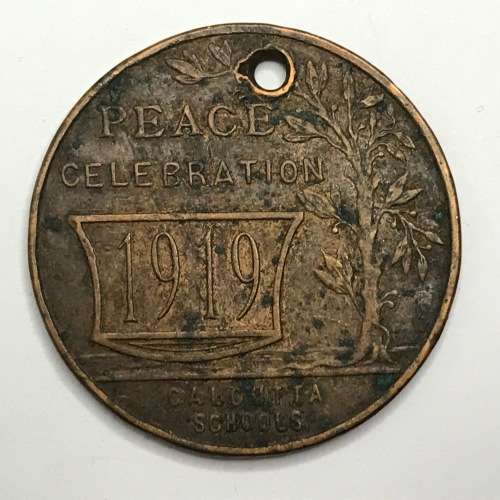 PEACE
CELEBRATION
1919
CALCUTTA
SCHOOLS